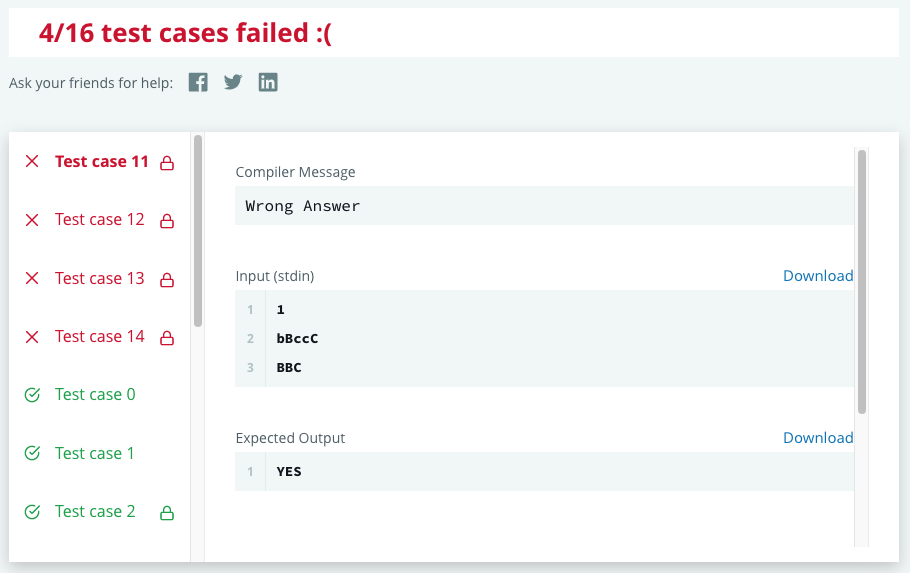 4/16 test cases failed :(
Ask your friends for help:
Test case 11
Test case 12
Test case 13
Test case 14
Test case 0
Test case 1
Test case 2
Compiler Message
Wrong Answer
Input (stdin)
Download
1 1
2 bBccC
3 BBC
Expected Output
Download
1 YES